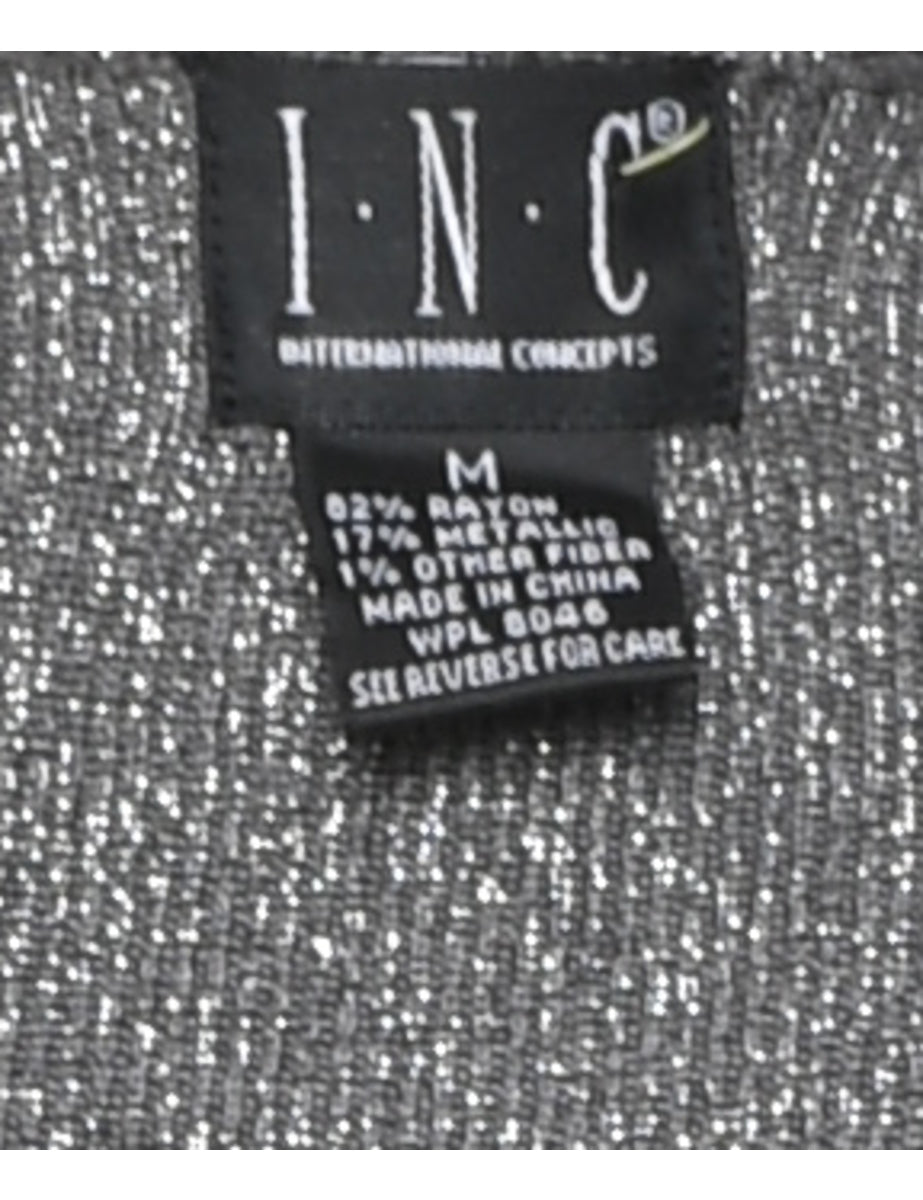 I·N·C®
INTERNATIONAL CONCEPTS
M
82% RAYON
17% METALLIC
1% OTHER FIBER
MADE IN CHINA
WPL 8046
SEE REVERSE FOR CARE